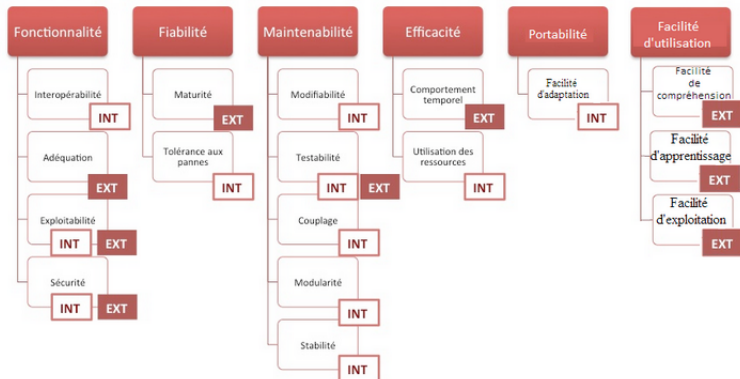 Fonctionnalité
Interopérabilité
INT
Adéquation
EXT
Exploitabilité
INT EXT
Sécurité
INT EXT
Fiabilité
Maturité
EXT
Tolérance aux
pannes
INT
Maintenabilité
Modifiabilité
INT
Testabilité
INT EXT
Couplage
INT
Modularité
INT
Stabilité
INT
Efficacité
Comportement
temporel
EXT
Utilisation des
ressources
INT
Portabilité
Facilité
d'adaptation
INT
Facilité
d'utilisation
Facilité
de
compréhension
EXT
Facilité
d'apprentissage
EXT
Facilité
d'exploitation
EXT